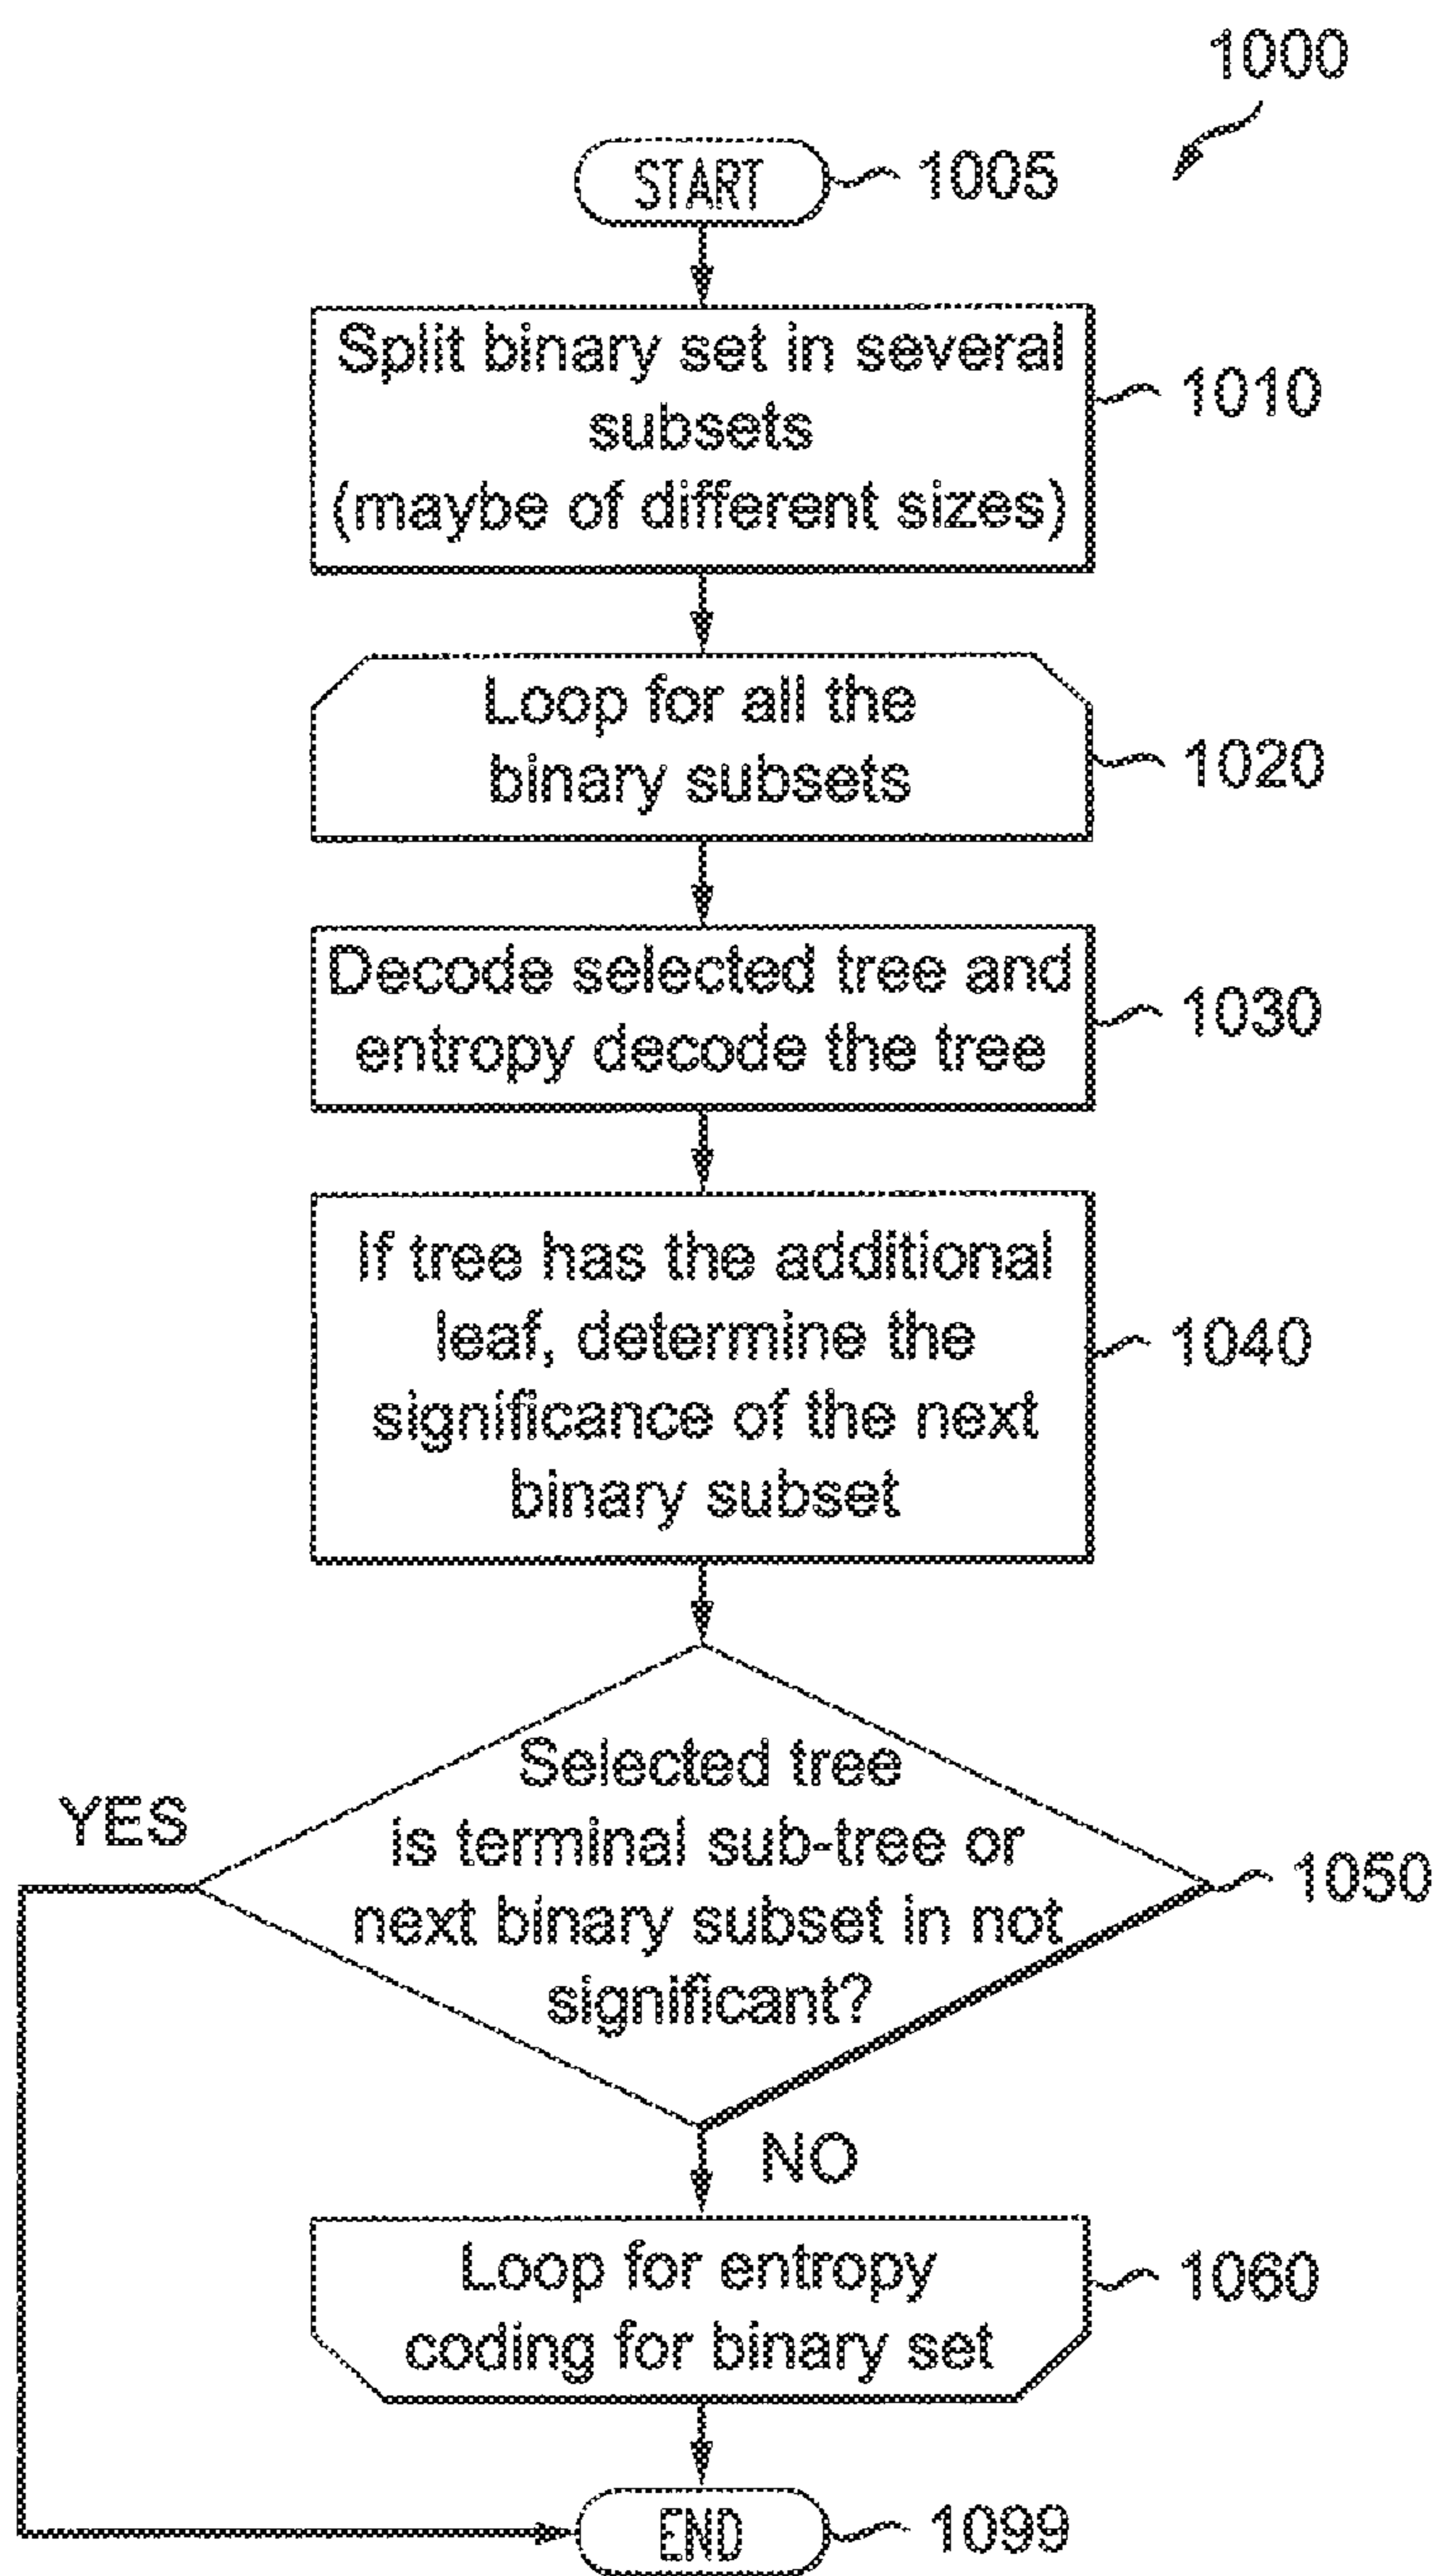 1000
START
1005
Split binary set in several
subsets
(maybe of different sizes)
1010
Loop for all the
binary subsets
1020
Decode selected tree and
entropy decode the tree
1030
If tree has the additional
leaf, determine the
significance of the next
binary subset
1040
Selected tree
is terminal sub-tree or
next binary subset in not
significant?
YES
1050
NO
Loop for entropy
coding for binary set
1060
END
1099